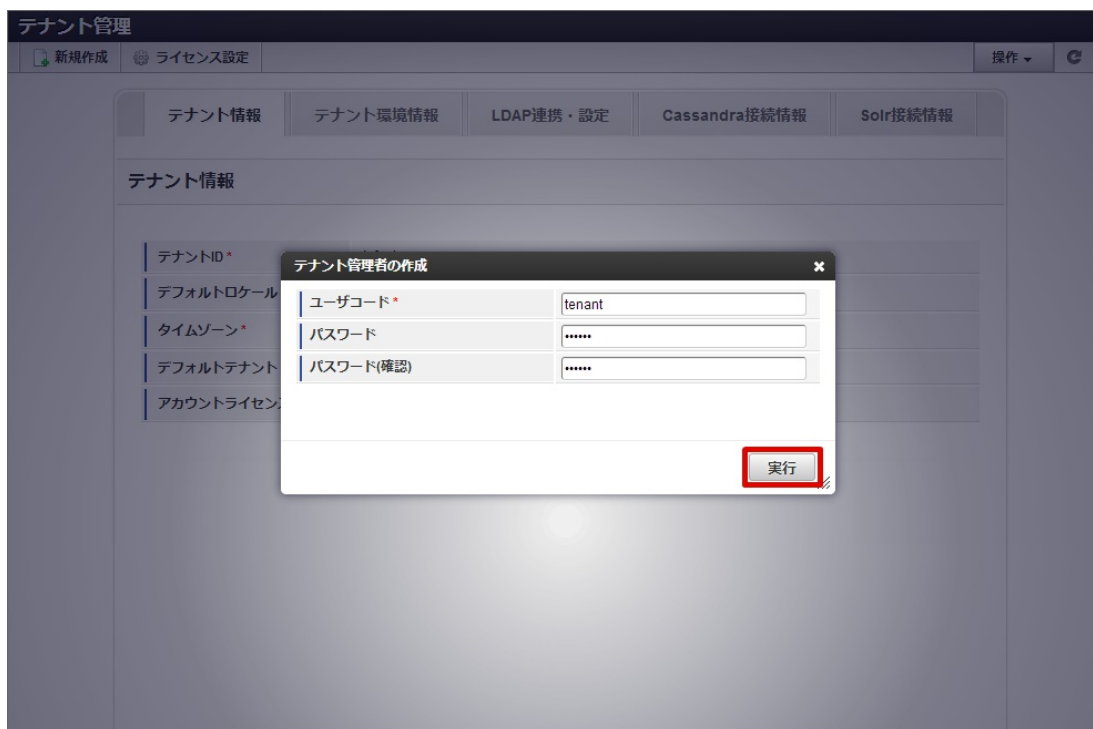 テナント管理
新規作成 ライセンス設定 操作
テナント情報 テナント環境情報 LDAP連携・設定 Cassandra接続情報 Solr接続情報
テナント情報
テナントID *
デフォルトロケール
タイムゾーン *
デフォルトテナント
アカウントライセン
テナント管理者の作成
ユーザコード * tenant
パスワード ••••••
パスワード(確認) ••••••
実行